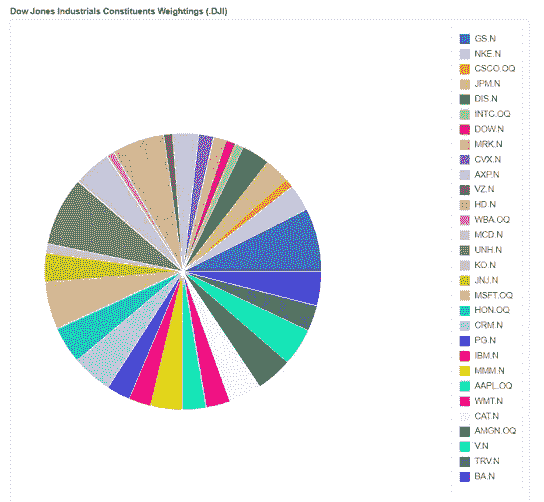 Dow Jones Industrials Constituents Weightings (.DJI)
GS.N
NKE.N
CSCO.OQ
JPM.N
DIS.N
INTC.OQ
DOW.N
MRK.N
CVX.N
AXP.N
VZ.N
HD.N
WBA.OQ
MCD.N
UNH.N
KO.N
JNJ.N
MSFT.OQ
HON.OQ
CRM.N
PG.N
IBM.N
MMM.N
AAPL.OQ
WMT.N
CAT.N
AMGN.OQ
V.N
TRV.N
BA.N